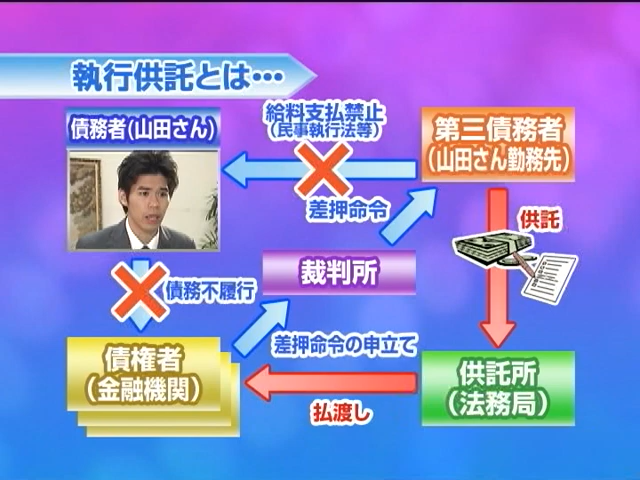 執行供託とは…
債務者(山田さん)
給料支払禁止
(民事執行法等)
差押命令
第三債務者
(山田さん勤務先)
供託
裁判所
債務不履行
債権者
(金融機関)
差押命令の申立て
供託所
(法務局)
払渡し